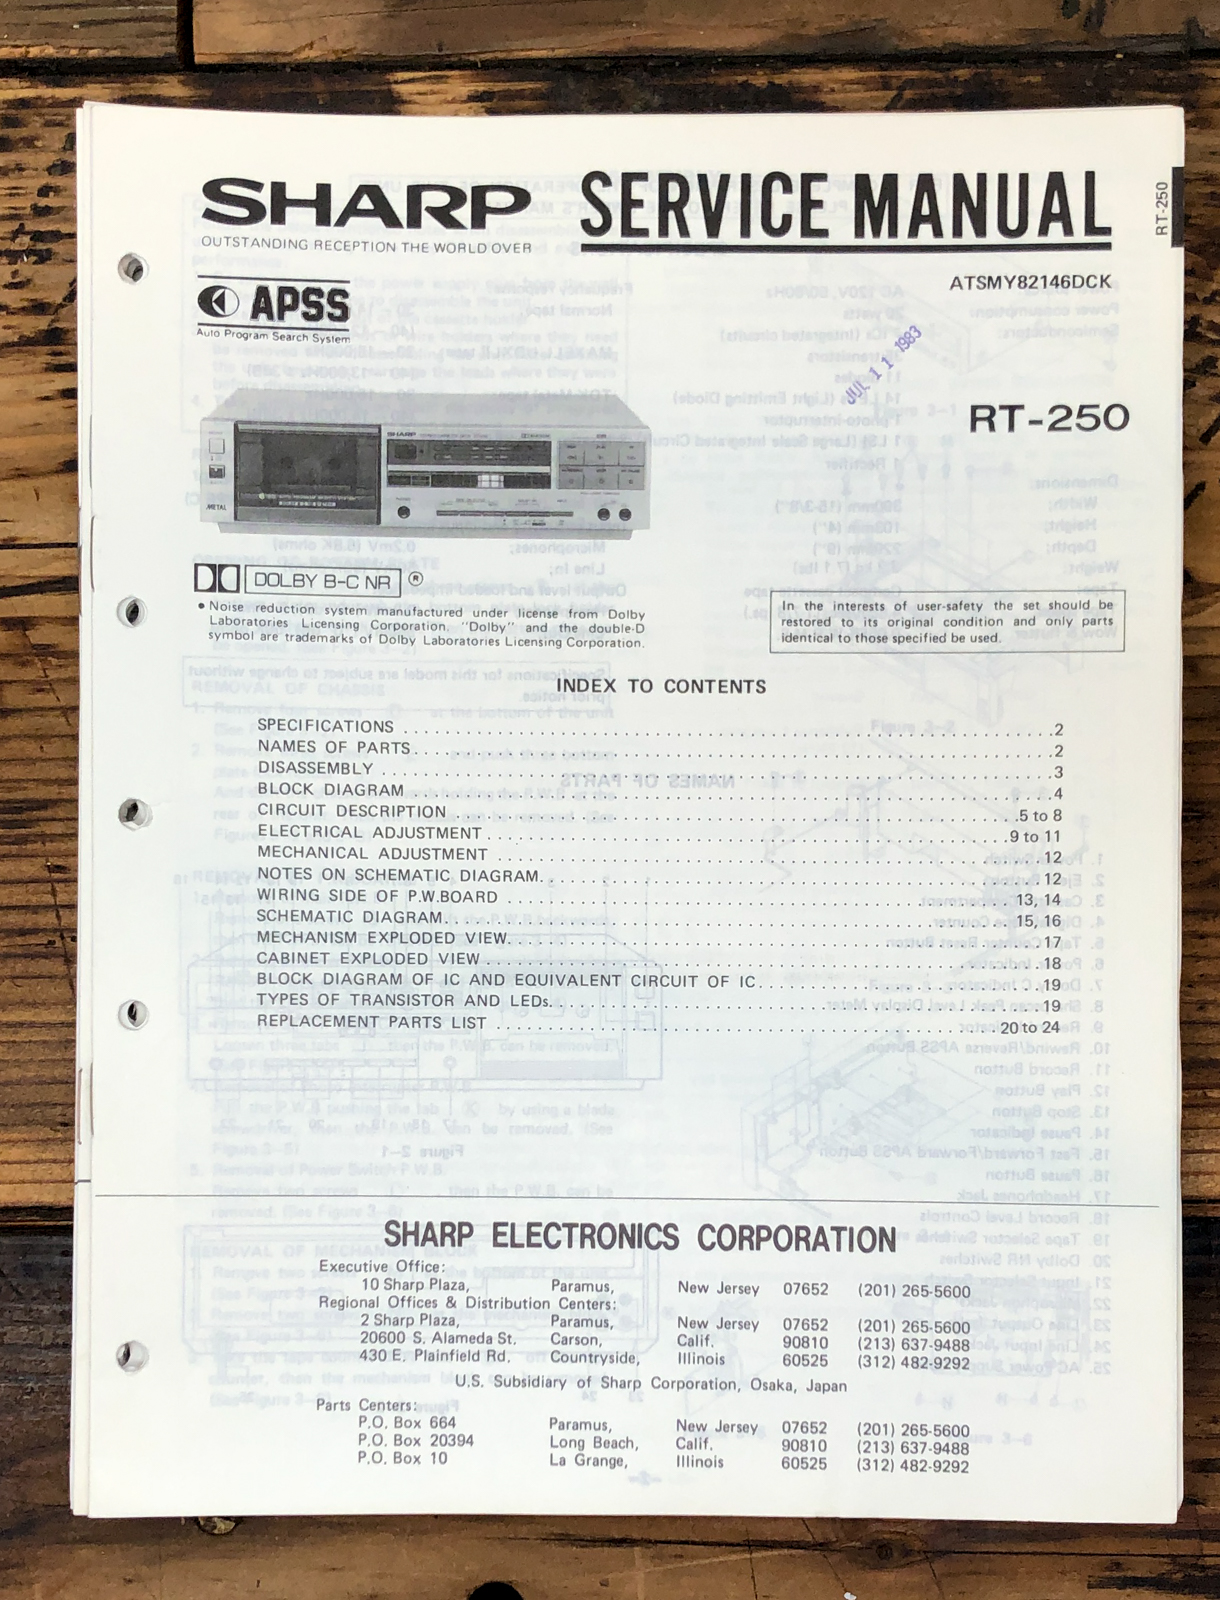 SHARP
OUTSTANDING RECEPTION THE WORLD OVER
SERVICE MANUAL
RT-250
ATSMY82146DCK
APSS
Auto Program Search System
JUL 11 1983
RT-250
SHARP
METAL
DOLBY B-C NR ®
• Noise reduction system manufactured under license from Dolby
Laboratories Licensing Corporation. "Dolby" and the double-D
symbol are trademarks of Dolby Laboratories Licensing Corporation.
In the interests of user-safety the set should be
restored to its original condition and only parts
identical to those specified be used.
INDEX TO CONTENTS
SPECIFICATIONS . . . . . . . . . . 2
NAMES OF PARTS . . . . . . . . . . 2
DISASSEMBLY . . . . . . . . . . 3
BLOCK DIAGRAM . . . . . . . . . . 4
CIRCUIT DESCRIPTION . . . . . . . . . . 5 to 8
ELECTRICAL ADJUSTMENT . . . . . . . . . . 9 to 11
MECHANICAL ADJUSTMENT . . . . . . . . . . 12
NOTES ON SCHEMATIC DIAGRAM . . . . . . . . . . 12
WIRING SIDE OF P.W.BOARD . . . . . . . . . . 13, 14
SCHEMATIC DIAGRAM . . . . . . . . . . 15, 16
MECHANISM EXPLODED VIEW . . . . . . . . . . 17
CABINET EXPLODED VIEW . . . . . . . . . . 18
BLOCK DIAGRAM OF IC AND EQUIVALENT CIRCUIT OF IC . . . . . . . . . . 19
TYPES OF TRANSISTOR AND LEDs . . . . . . . . . . 19
REPLACEMENT PARTS LIST . . . . . . . . . . 20 to 24
SHARP ELECTRONICS CORPORATION
Executive Office:
10 Sharp Plaza, Paramus, New Jersey 07652 (201) 265-5600
Regional Offices & Distribution Centers:
2 Sharp Plaza, Paramus, New Jersey 07652 (201) 265-5600
20600 S. Alameda St. Carson, Calif. 90810 (213) 637-9488
430 E. Plainfield Rd. Countryside, Illinois 60525 (312) 482-9292
U.S. Subsidiary of Sharp Corporation, Osaka, Japan
Parts Centers:
P.O. Box 664 Paramus, New Jersey 07652 (201) 265-5600
P.O. Box 20394 Long Beach, Calif. 90810 (213) 637-9488
P.O. Box 10 La Grange, Illinois 60525 (312) 482-9292